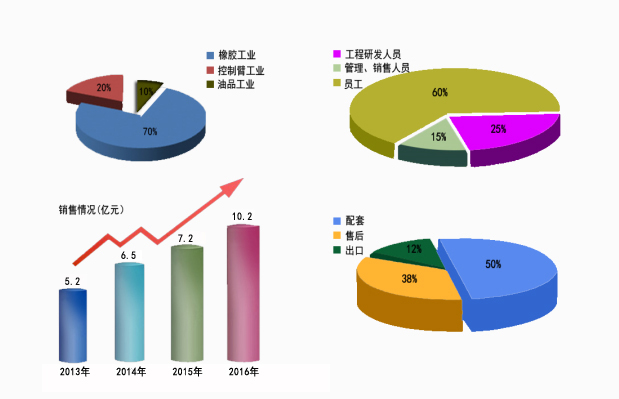 橡胶工业
控制臂工业
油品工业
20%
10%
70%
工程研发人员
管理、销售人员
员工
60%
15%
25%
销售情况(亿元)
5.2
6.5
7.2
10.2
2013年
2014年
2015年
2016年
配套
售后
出口
12%
50%
38%